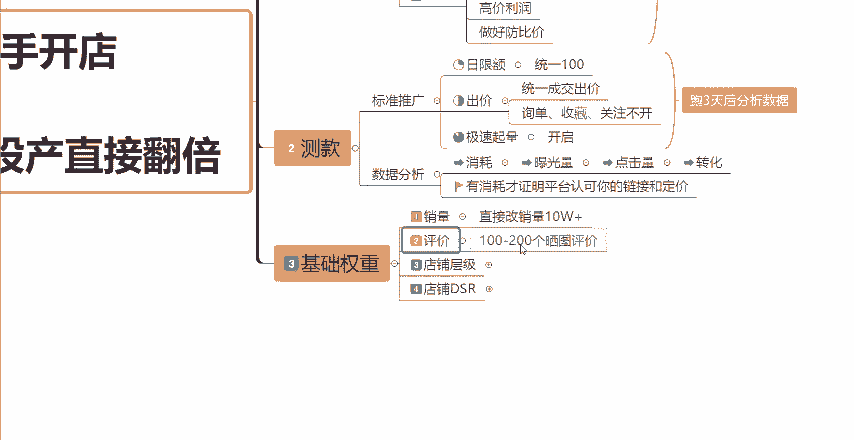 手开店
投产直接翻倍
高价利润
做好防比价
2 测款
标准推广
日限额 统一100
出价 统一成交出价
询单、收藏、关注不开
极速起量 开启
跑3天后分析数据
数据分析
消耗 曝光量 点击量 转化
有消耗才证明平台认可你的链接和定价
3 基础权重
1 销量 直接改销量10W+
2 评价 100-200个晒图评价
3 店铺层级
4 店铺DSR